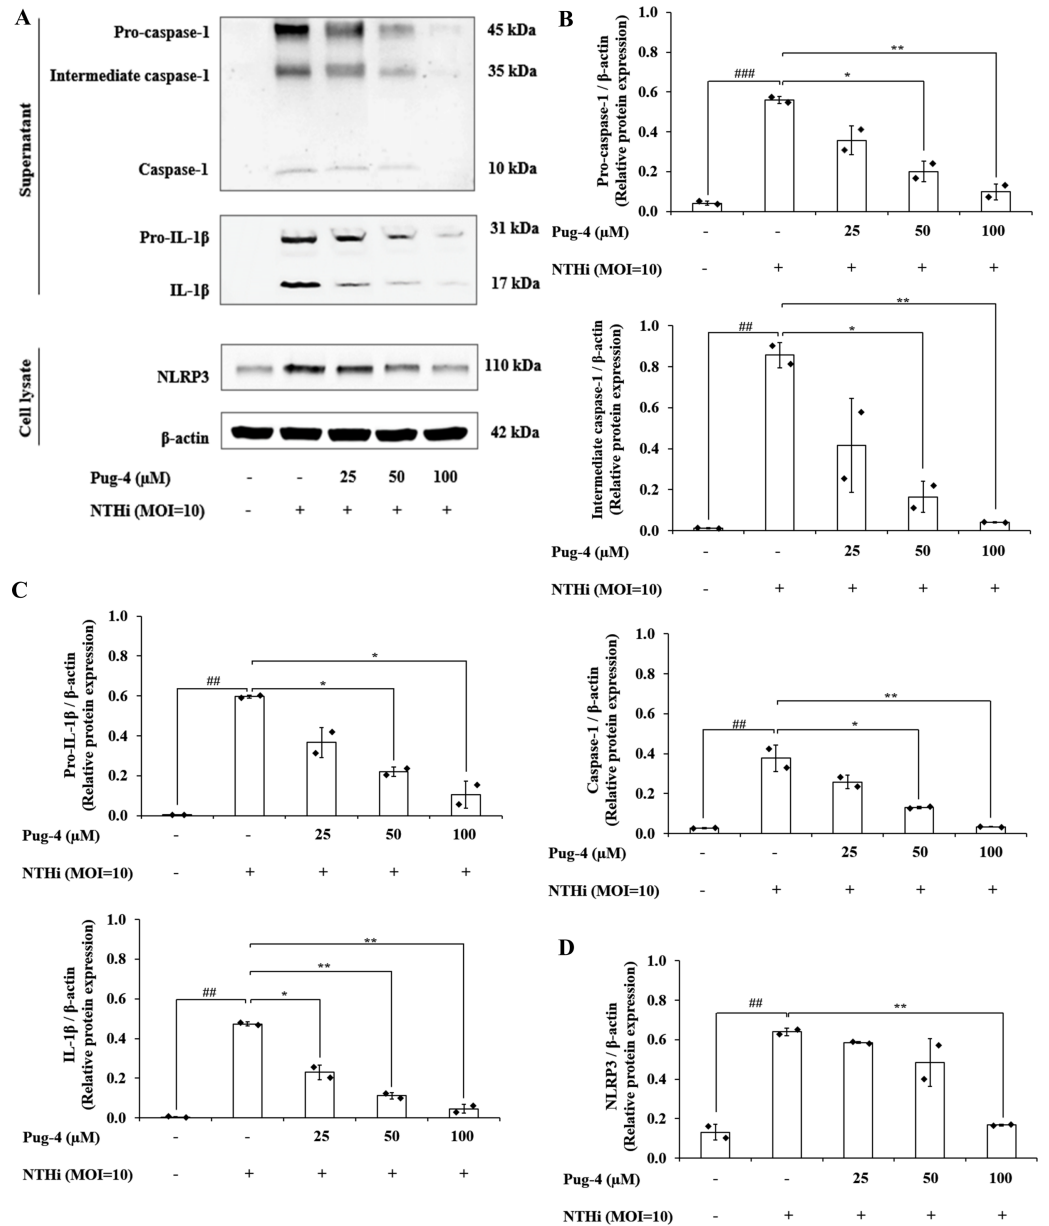 A
Supernatant
Pro-caspase-1
45 kDa
Intermediate caspase-1
35 kDa
Caspase-1
10 kDa
Pro-IL-1β
31 kDa
IL-1β
17 kDa
Cell lysate
NLRP3
110 kDa
β-actin
42 kDa
Pug-4 (μM) - - 25 50 100
NTHi (MOI=10) - + + + +
B
Pro-caspase-1 / β-actin
(Relative protein expression)
1.0
0.8
0.6
0.4
0.2
0.0
###
*
**
Pug-4 (μM) - - 25 50 100
NTHi (MOI=10) - + + + +
Intermediate caspase-1 / β-actin
(Relative protein expression)
1.0
0.8
0.6
0.4
0.2
0.0
##
*
**
Pug-4 (μM) - - 25 50 100
NTHi (MOI=10) - + + + +
Caspase-1 / β-actin
(Relative protein expression)
1.0
0.8
0.6
0.4
0.2
0.0
##
*
**
Pug-4 (μM) - - 25 50 100
NTHi (MOI=10) - + + + +
C
Pro-IL-1β / β-actin
(Relative protein expression)
1.0
0.8
0.6
0.4
0.2
0.0
##
*
*
Pug-4 (μM) - - 25 50 100
NTHi (MOI=10) - + + + +
IL-1β / β-actin
(Relative protein expression)
1.0
0.8
0.6
0.4
0.2
0.0
##
*
**
**
Pug-4 (μM) - - 25 50 100
NTHi (MOI=10) - + + + +
D
NLRP3 / β-actin
(Relative protein expression)
1.0
0.8
0.6
0.4
0.2
0.0
##
**
Pug-4 (μM) - - 25 50 100
NTHi (MOI=10) - + + + +